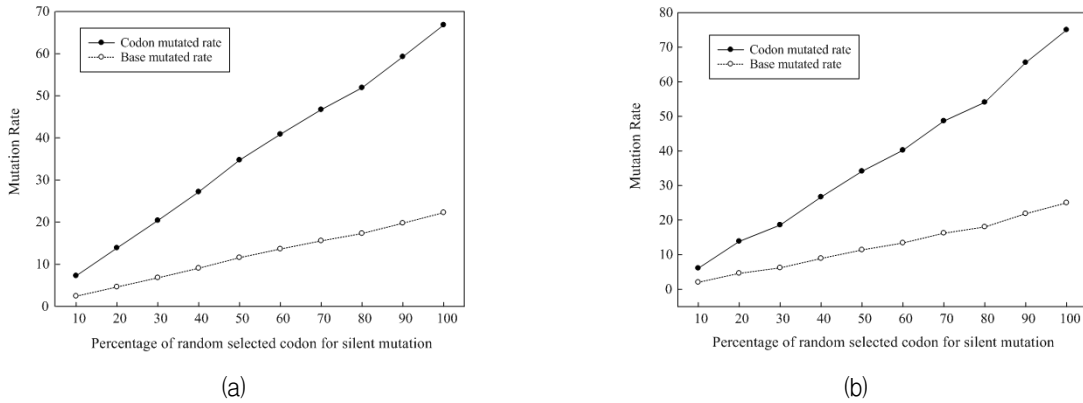 70
60
50
40
30
20
10
0
Mutation Rate
Codon mutated rate
Base mutated rate
10 20 30 40 50 60 70 80 90 100
Percentage of random selected codon for silent mutation
(a)
80
70
60
50
40
30
20
10
0
Mutation Rate
Codon mutated rate
Base mutated rate
10 20 30 40 50 60 70 80 90 100
Percentage of random selected codon for silent mutation
(b)